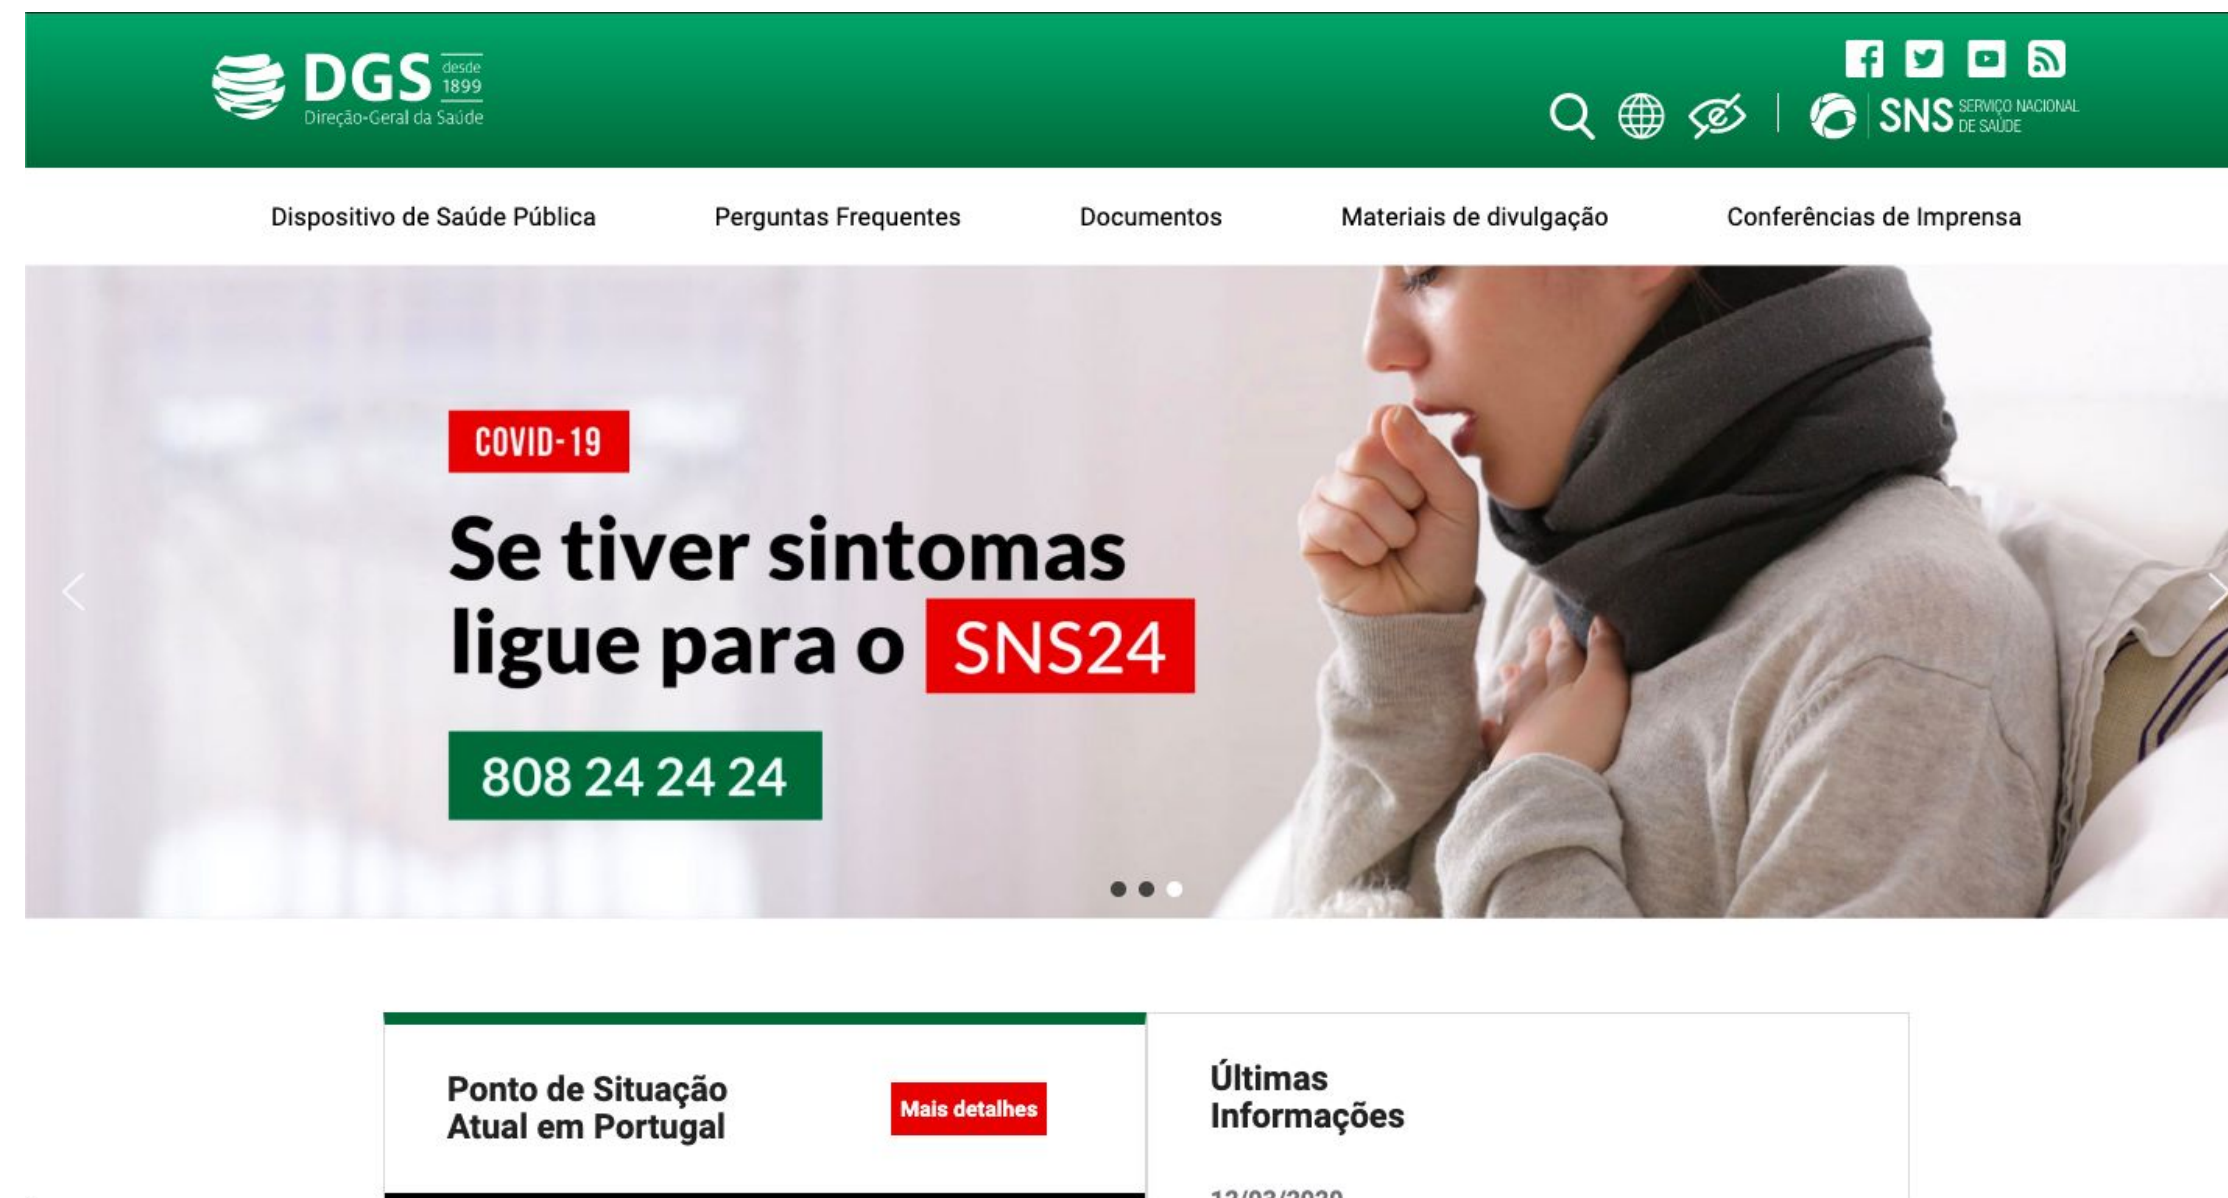 DGS desde
1899
Direção-Geral da Saúde
SNS SERVIÇO NACIONAL
DE SAÚDE
Dispositivo de Saúde Pública
Perguntas Frequentes
Documentos
Materiais de divulgação
Conferências de Imprensa
COVID-19
Se tiver sintomas
ligue para o SNS24
808 24 24 24
Ponto de Situação
Atual em Portugal
Mais detalhes
Últimas
Informações